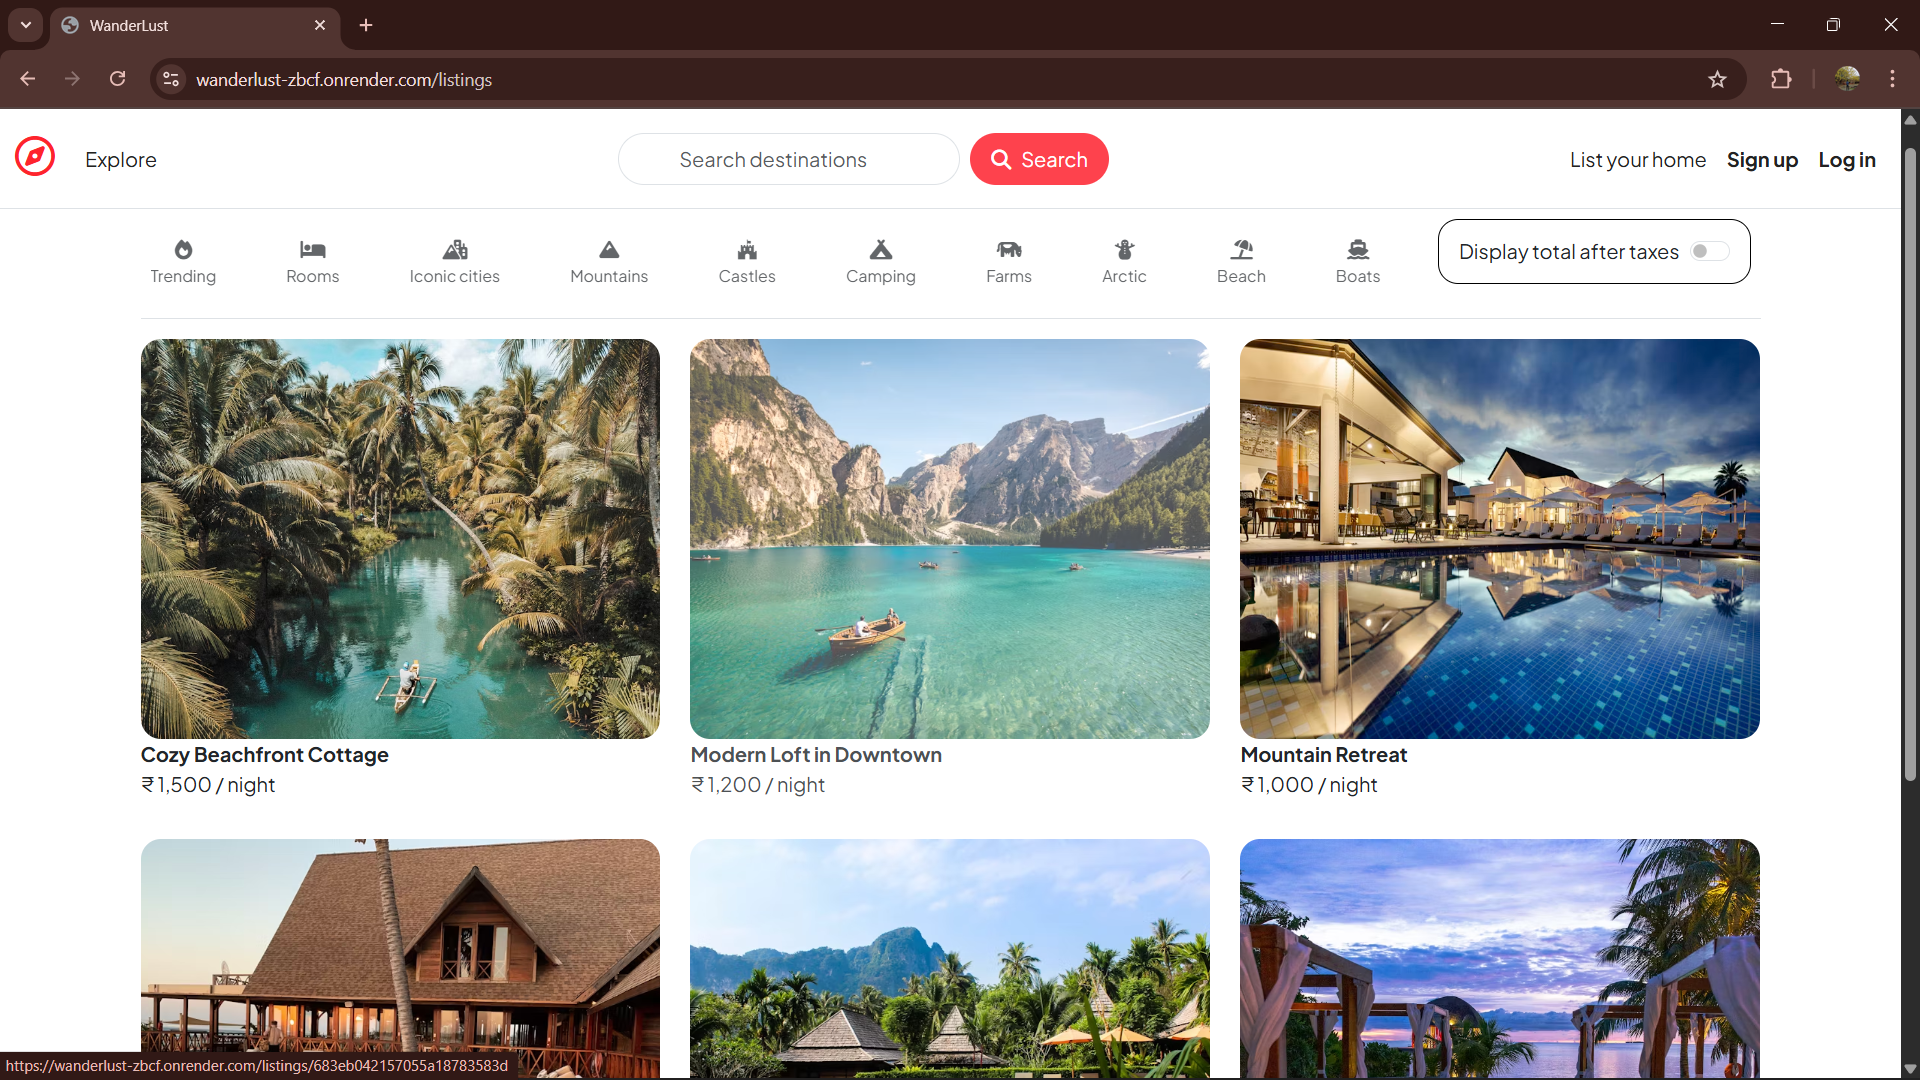 WanderLust
wanderlust-zbcf.onrender.com/listings
Explore
Search destinations
Search
List your home
Sign up
Log in
Trending
Rooms
Iconic cities
Mountains
Castles
Camping
Farms
Arctic
Beach
Boats
Display total after taxes
Cozy Beachfront Cottage
₹1,500 / night
Modern Loft in Downtown
₹1,200 / night
Mountain Retreat
₹1,000 / night
https://wanderlust-zbcf.onrender.com/listings/683eb042157055a18783583d